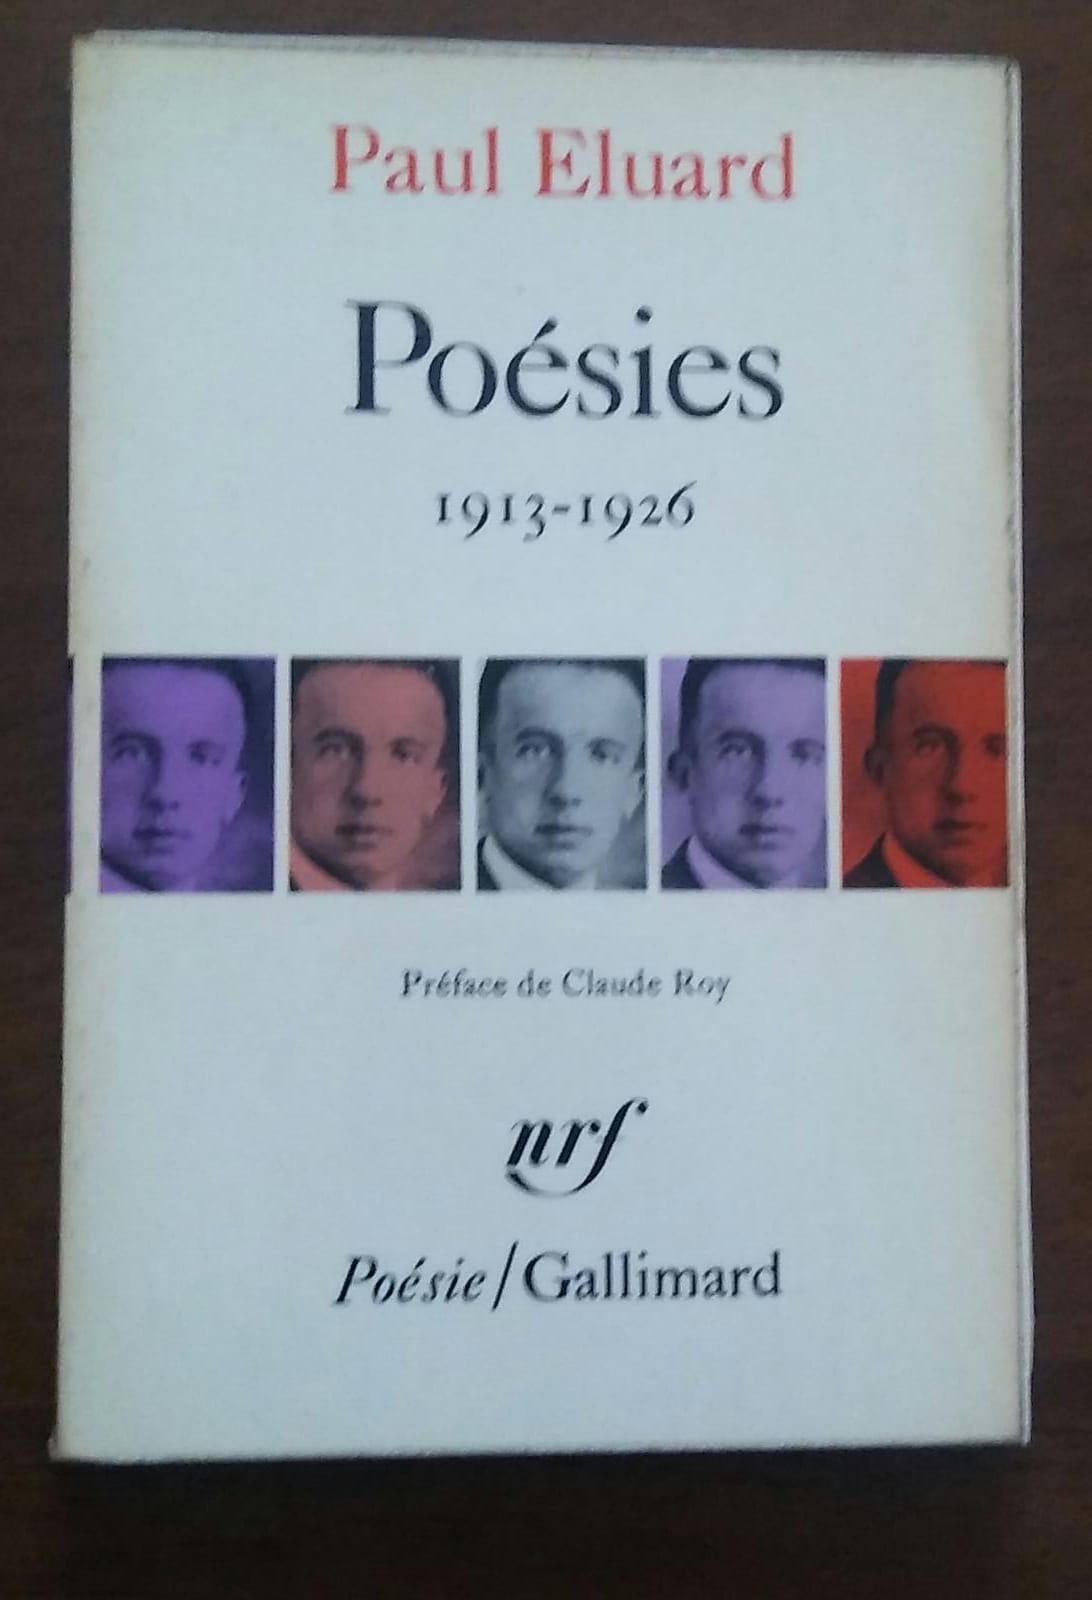 Paul Eluard
Poésies
1913-1926
Préface de Claude Roy
nrf
Poésie/Gallimard